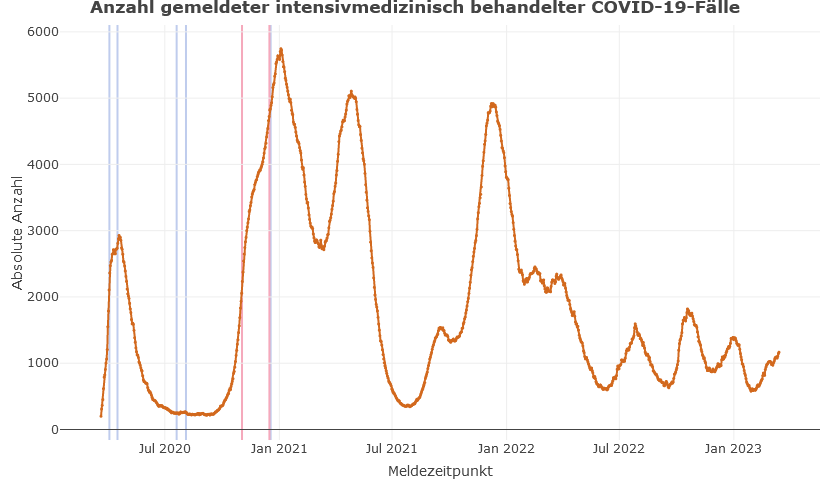 Anzahl gemeldeter intensivmedizinisch behandelter COVID-19-Fälle
6000
5000
4000
3000
2000
1000
0
Absolute Anzahl
Jul 2020
Jan 2021
Jul 2021
Jan 2022
Jul 2022
Jan 2023
Meldezeitpunkt